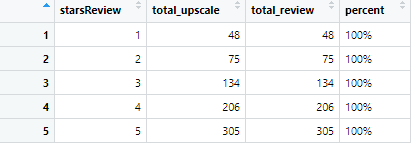 starsReview total_upscale total_review percent
1 1 48 48 100%
2 2 75 75 100%
3 3 134 134 100%
4 4 206 206 100%
5 5 305 305 100%